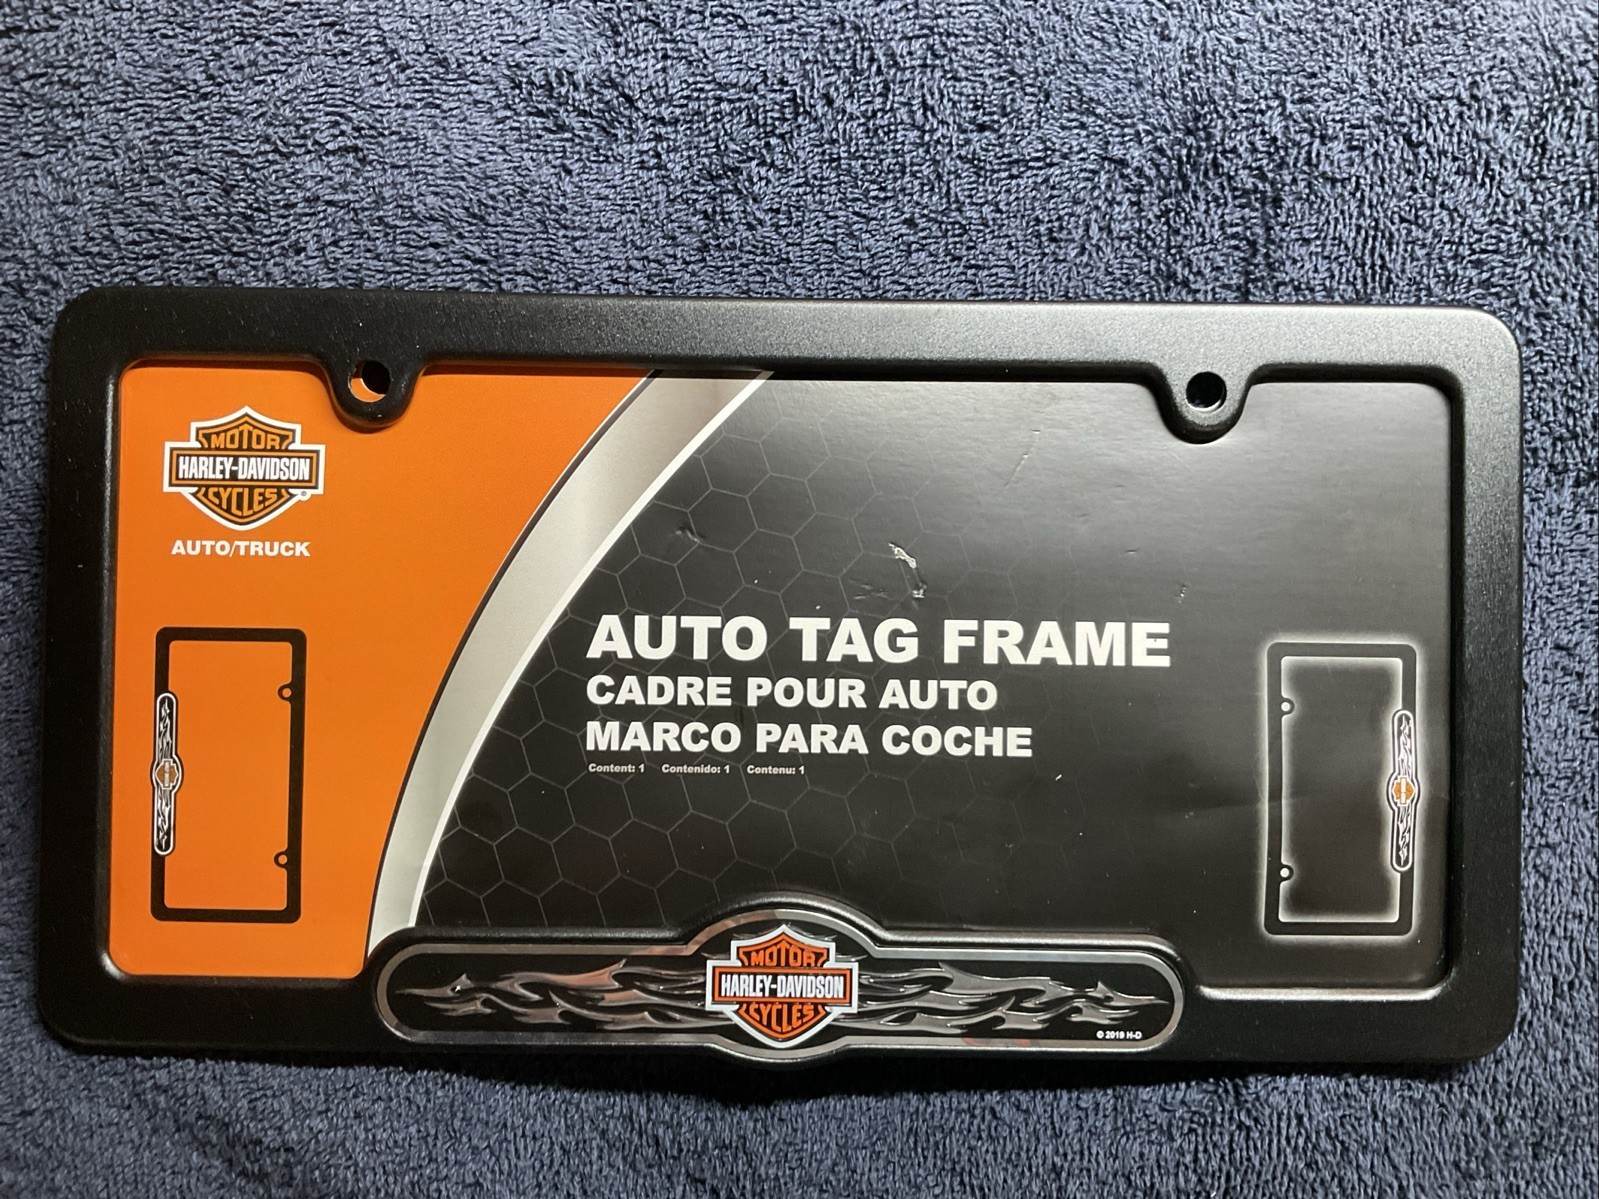 MOTOR
HARLEY-DAVIDSON
CYCLES
AUTO/TRUCK
AUTO TAG FRAME
CADRE POUR AUTO
MARCO PARA COCHE
Content: 1 Contenido: 1 Contenu: 1
MOTOR
HARLEY-DAVIDSON
CYCLES
© 2019 H-D